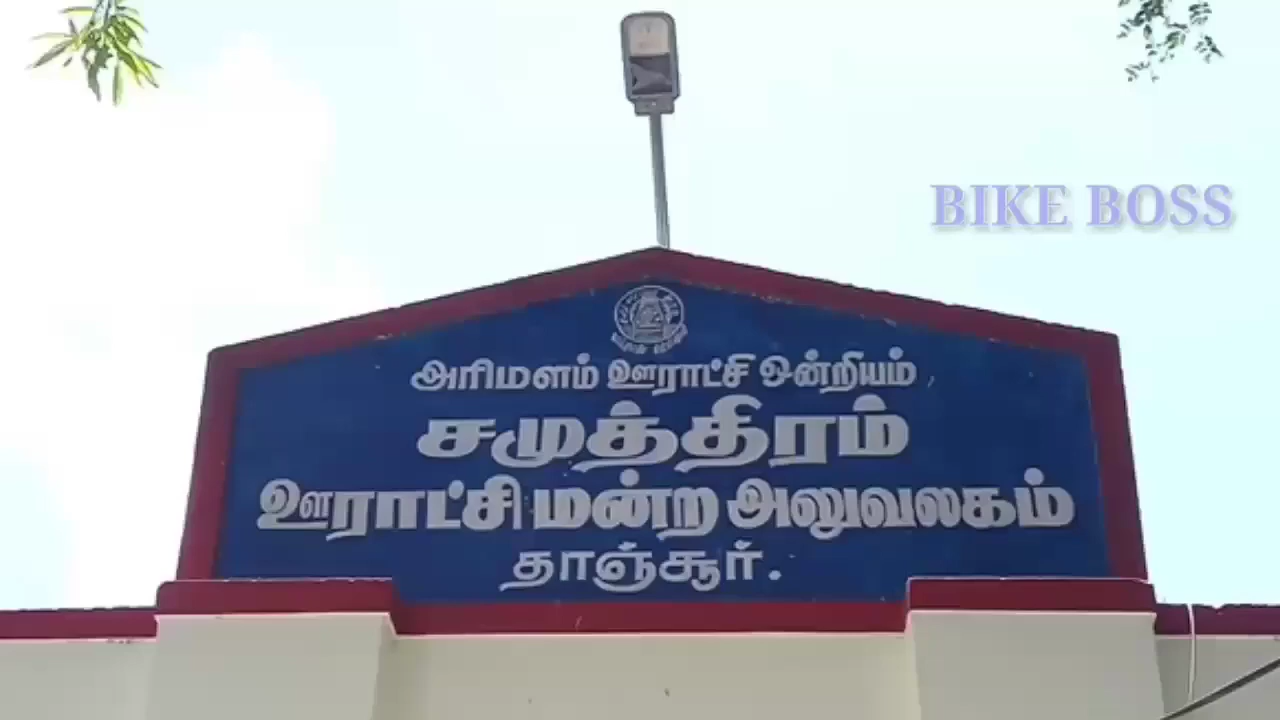 BIKE BOSS
அரிமளம் ஊராட்சி ஒன்றியம்
சமுத்திரம்
ஊராட்சி மன்ற அலுவலகம்
தாஞ்சூர்.